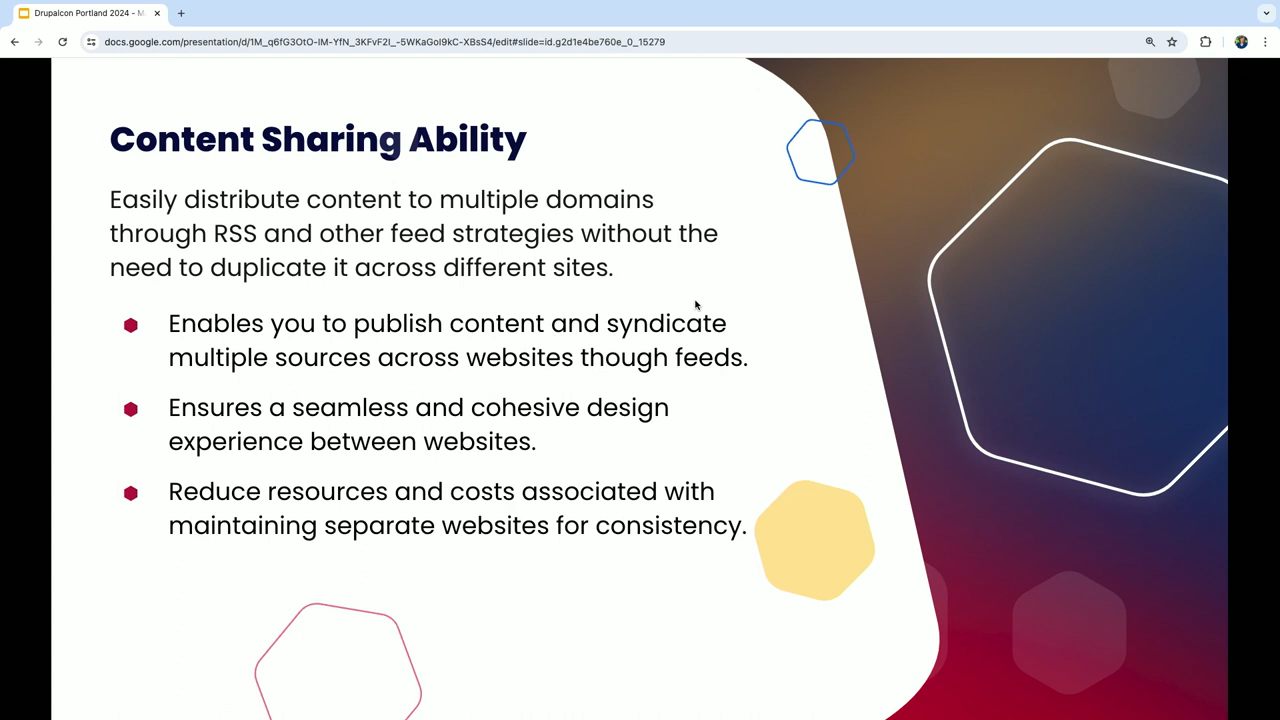 Drupalcon Portland 2024 - M
docs.google.com/presentation/d/1M_q6fG3OtO-IM-YfN_3KFvF2I_-5WKaGol9kC-XBsS4/edit#slide=id.g2d1e4be760e_0_15279
Content Sharing Ability
Easily distribute content to multiple domains
through RSS and other feed strategies without the
need to duplicate it across different sites.
Enables you to publish content and syndicate
multiple sources across websites though feeds.
Ensures a seamless and cohesive design
experience between websites.
Reduce resources and costs associated with
maintaining separate websites for consistency.